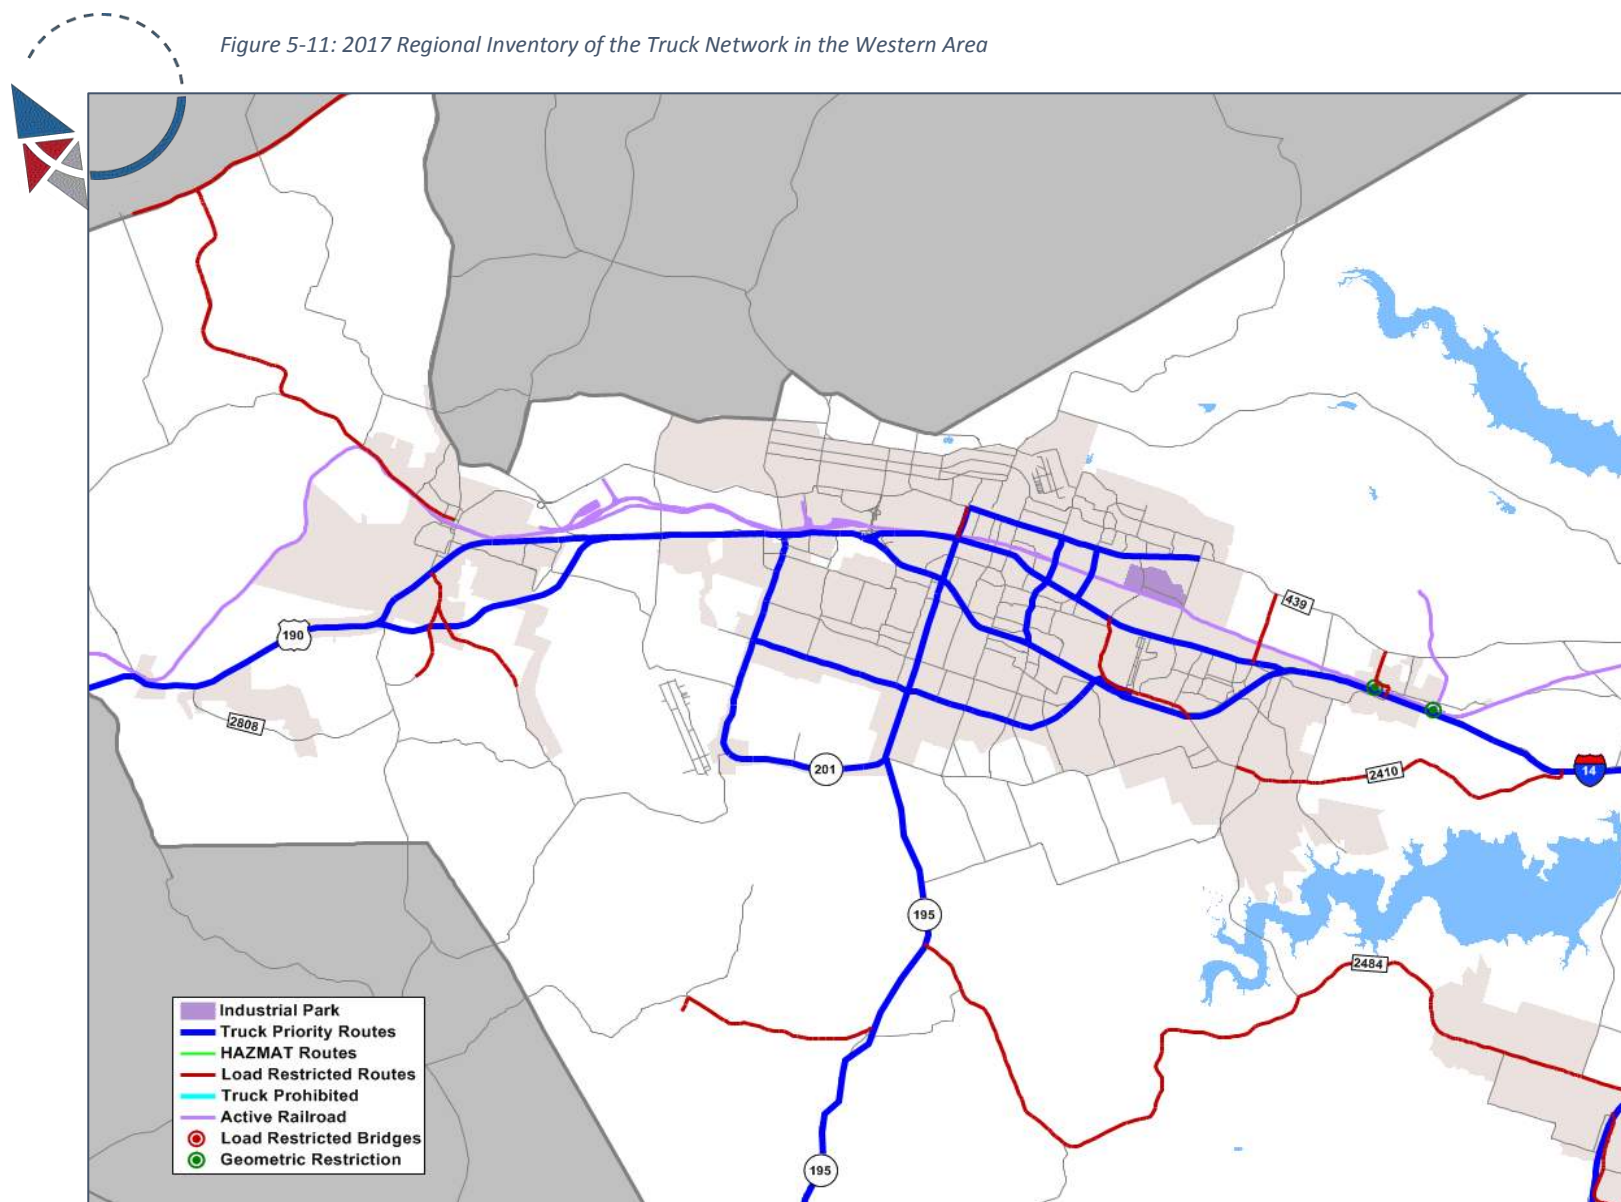 Figure 5-11: 2017 Regional Inventory of the Truck Network in the Western Area
439
190
2808
201
2410
14
195
2484
195
Industrial Park
Truck Priority Routes
HAZMAT Routes
Load Restricted Routes
Truck Prohibited
Active Railroad
Load Restricted Bridges
Geometric Restriction